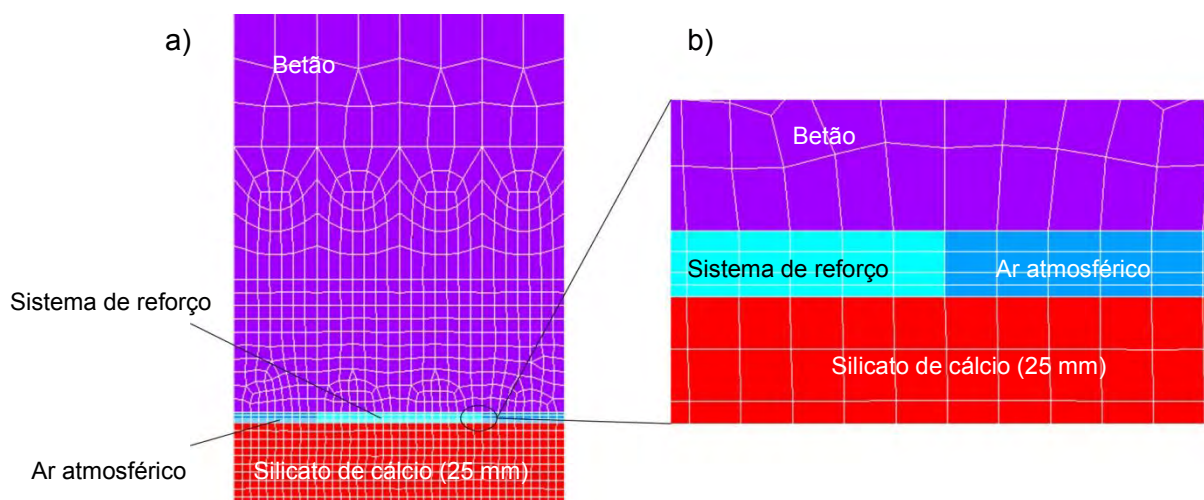 a)
Betão
Sistema de reforço
Ar atmosférico
Silicato de cálcio (25 mm)
b)
Betão
Sistema de reforço
Ar atmosférico
Silicato de cálcio (25 mm)